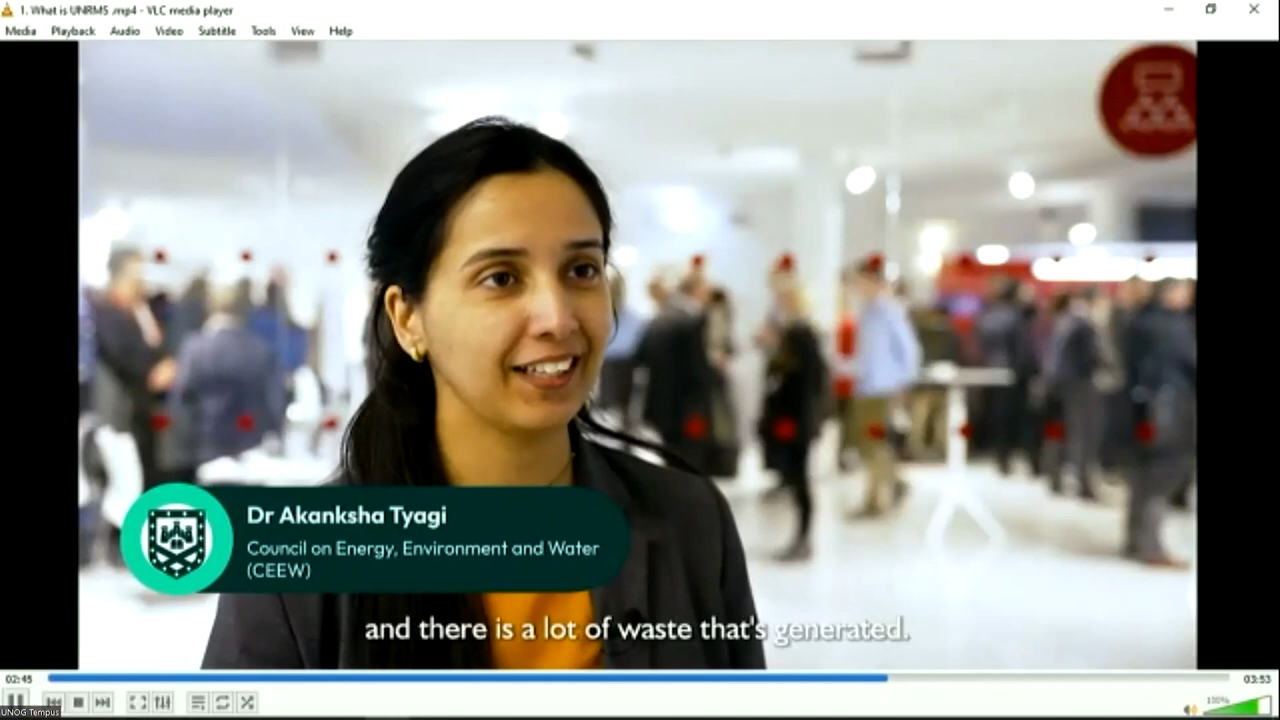 1. What is UNRMS .mp4 - VLC media player
Media Playback Audio Video Subtitle Tools View Help
Dr Akanksha Tyagi
Council on Energy, Environment and Water
(CEEW)
and there is a lot of waste that's generated.
02:45
03:53
100%
UNOG Tempus